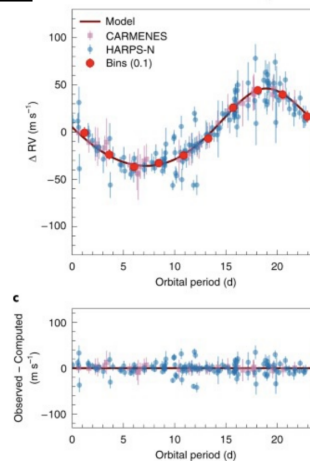 Model
CARMENES
HARPS-N
Bins (0.1)
100
50
0
−50
−100
Δ RV (m s⁻¹)
0 5 10 15 20
Orbital period (d)
c
100
0
−100
Observed − Computed
(m s⁻¹)
0 5 10 15 20
Orbital period (d)